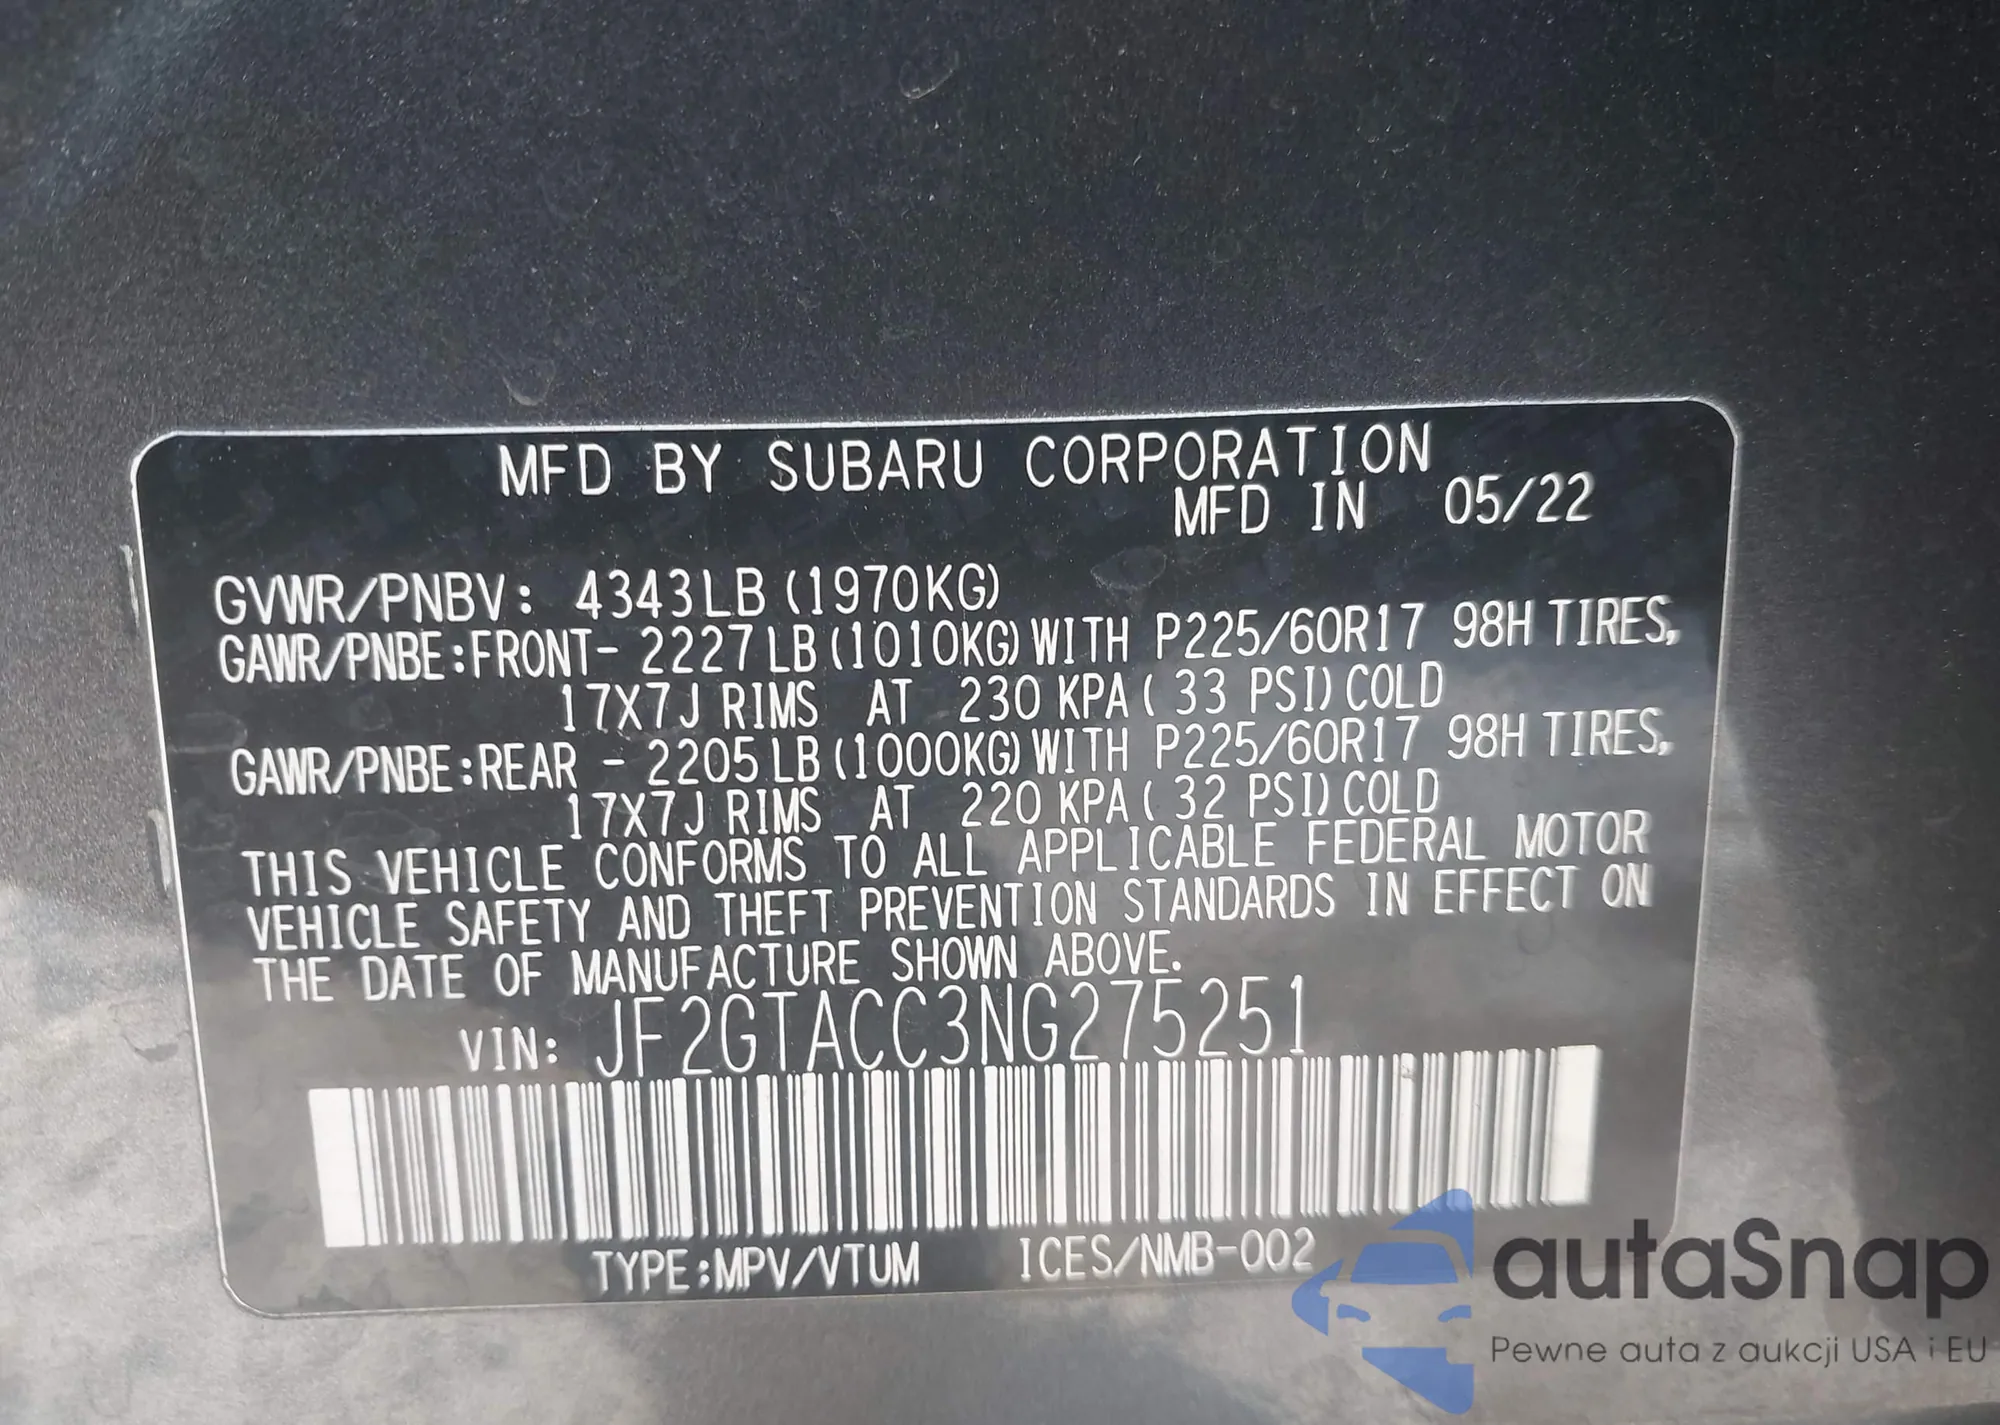 MFD BY SUBARU CORPORATION
MFD IN 05/22
GVWR/PNBV: 4343LB (1970KG)
GAWR/PNBE:FRONT- 2227LB (1010KG) WITH P225/60R17 98H TIRES,
17X7J RIMS AT 230 KPA ( 33 PSI) COLD
GAWR/PNBE:REAR - 2205LB (1000KG) WITH P225/60R17 98H TIRES,
17X7J RIMS AT 220 KPA ( 32 PSI) COLD
THIS VEHICLE CONFORMS TO ALL APPLICABLE FEDERAL MOTOR
VEHICLE SAFETY AND THEFT PREVENTION STANDARDS IN EFFECT ON
THE DATE OF MANUFACTURE SHOWN ABOVE.
VIN: JF2GTACC3NG275251
TYPE:MPV/VTUM ICES/NMB-002
autaSnap
Pewne auta z aukcji USA i EU